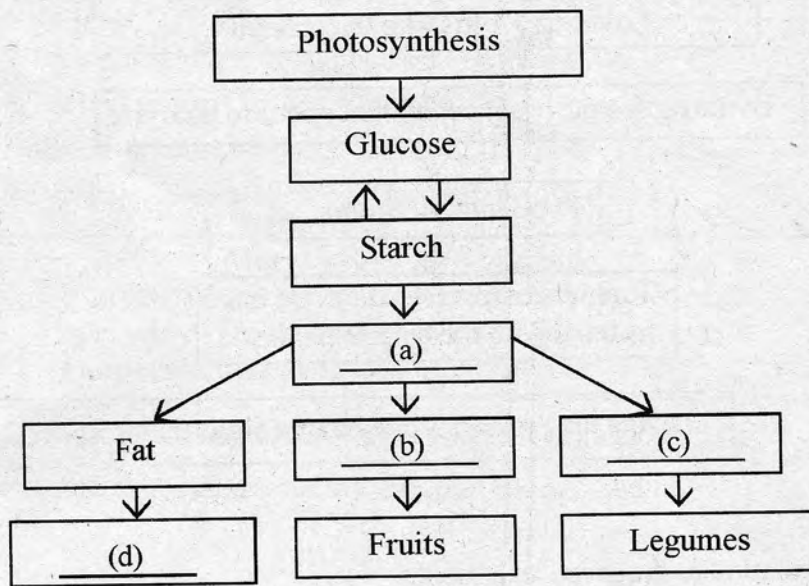 Photosynthesis
Glucose
Starch
(a)
Fat
(b)
(c)
(d)
Fruits
Legumes